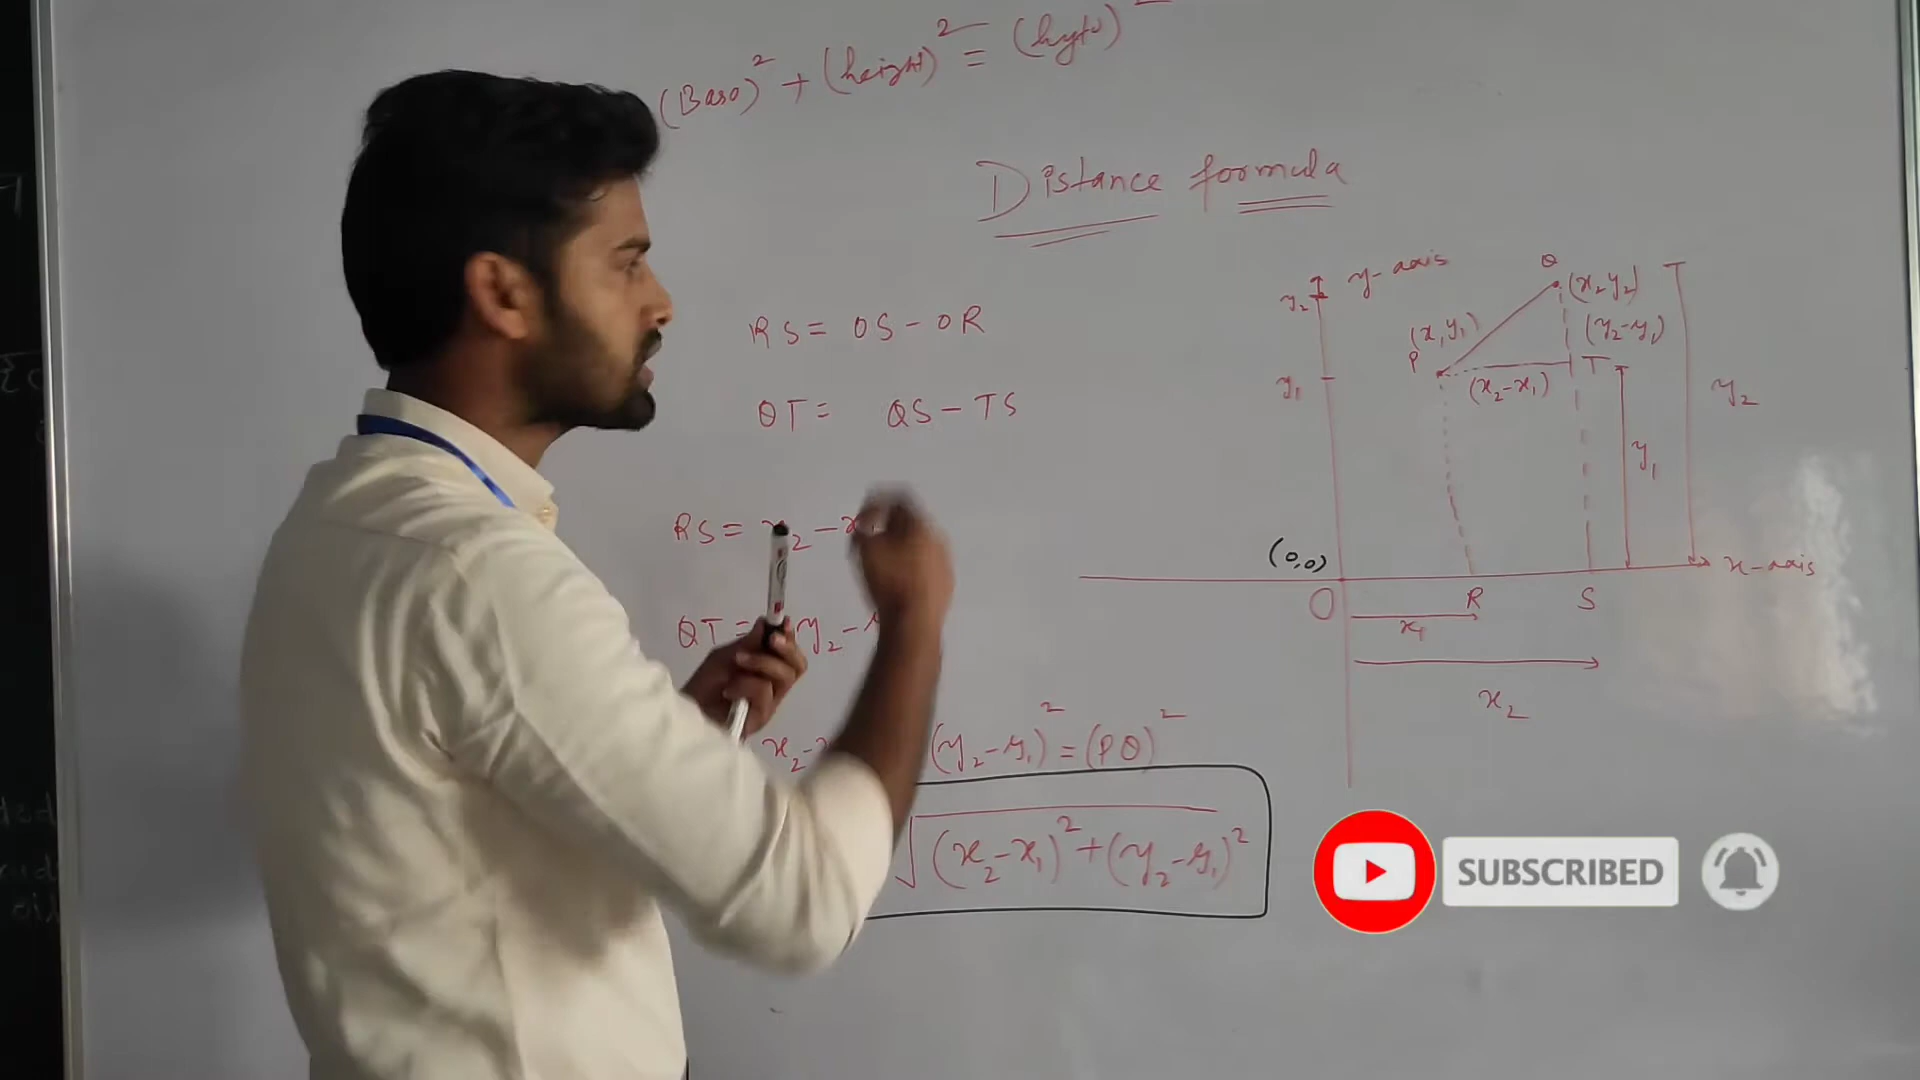 (Base)² + (height)² = (hyt)²
Distance formula
RS = OS - OR
QT = QS - TS
RS = x₂ - x₁
QT = y₂ -
x₂ - (y₂ - y₁)² = (PQ)²
√(x₂ - x₁)² + (y₂ - y₁)²
y-axis
Q
(x₂ y₂)
y₂
(x₁ y₁)
(y₂ - y₁)
P
T
(x₂ - x₁)
y₁
y₂
y₁
(0,0)
x-axis
O
R
S
x₁
x₂
SUBSCRIBED